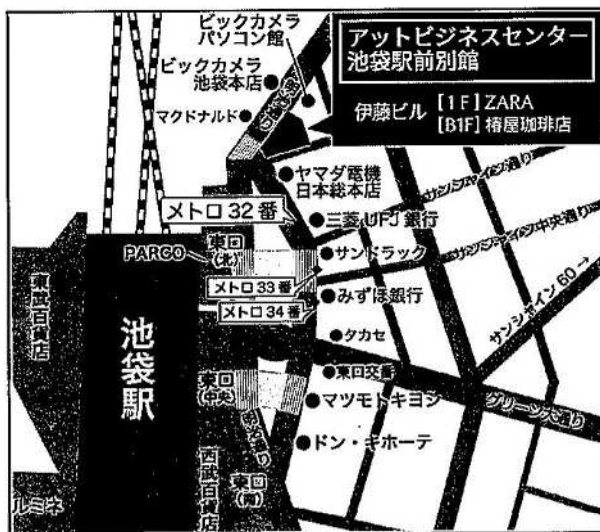 ビックカメラ
パソコン館
アットビジネスセンター
池袋駅前別館
ビックカメラ
池袋本店
伊藤ビル [1F] ZARA
[B1F] 椿屋珈琲店
マクドナルド
明治通り
ヤマダ電機
日本総本店
サンシャイン通り
メトロ32番
三菱UFJ銀行
サンシャイン中央通り
東口
(北)
PARCO
サンドラック
メトロ33番
みずほ銀行
メトロ34番
サンシャイン60→
東武百貨店
池袋駅
タカセ
東口交番
東口
(中央)
マツモトキヨシ
グリーン大通り
明治通り
ドン・キホーテ
西武百貨店
東口
(南)
ルミネ